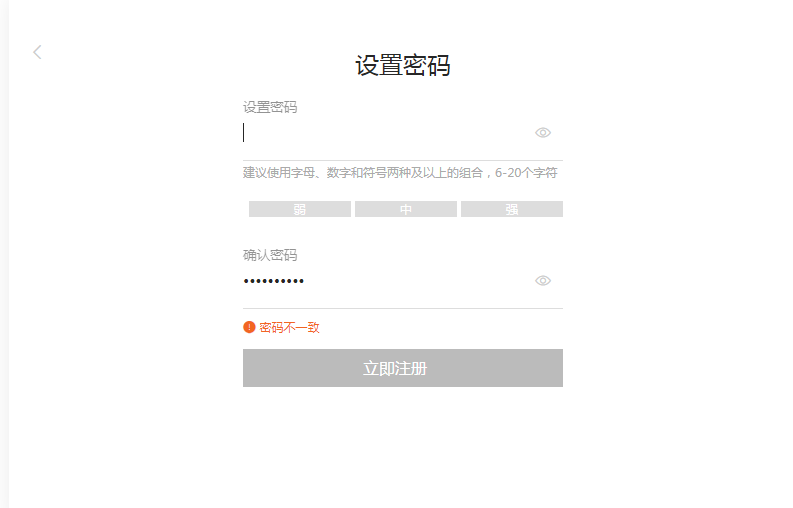 设置密码
设置密码
建议使用字母、数字和符号两种及以上的组合，6-20个字符
弱 中 强
确认密码
••••••••••
密码不一致
立即注册